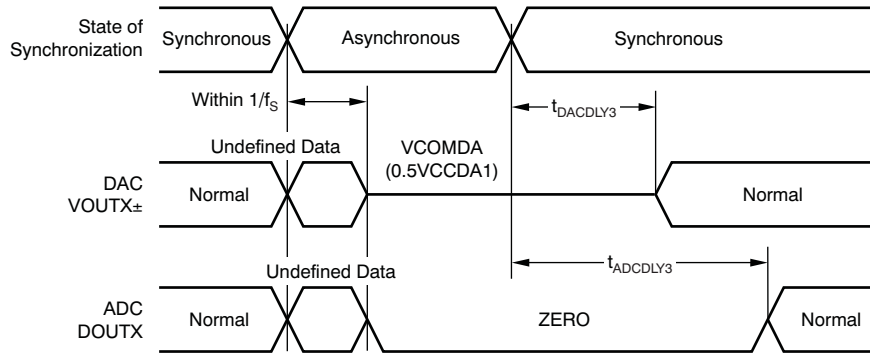 State of
Synchronization
Synchronous
Asynchronous
Synchronous
Within 1/fS
tDACDLY3
Undefined Data
VCOMDA
(0.5VCCDA1)
DAC
VOUTX±
Normal
Normal
tADCDLY3
Undefined Data
ADC
DOUTX
Normal
ZERO
Normal